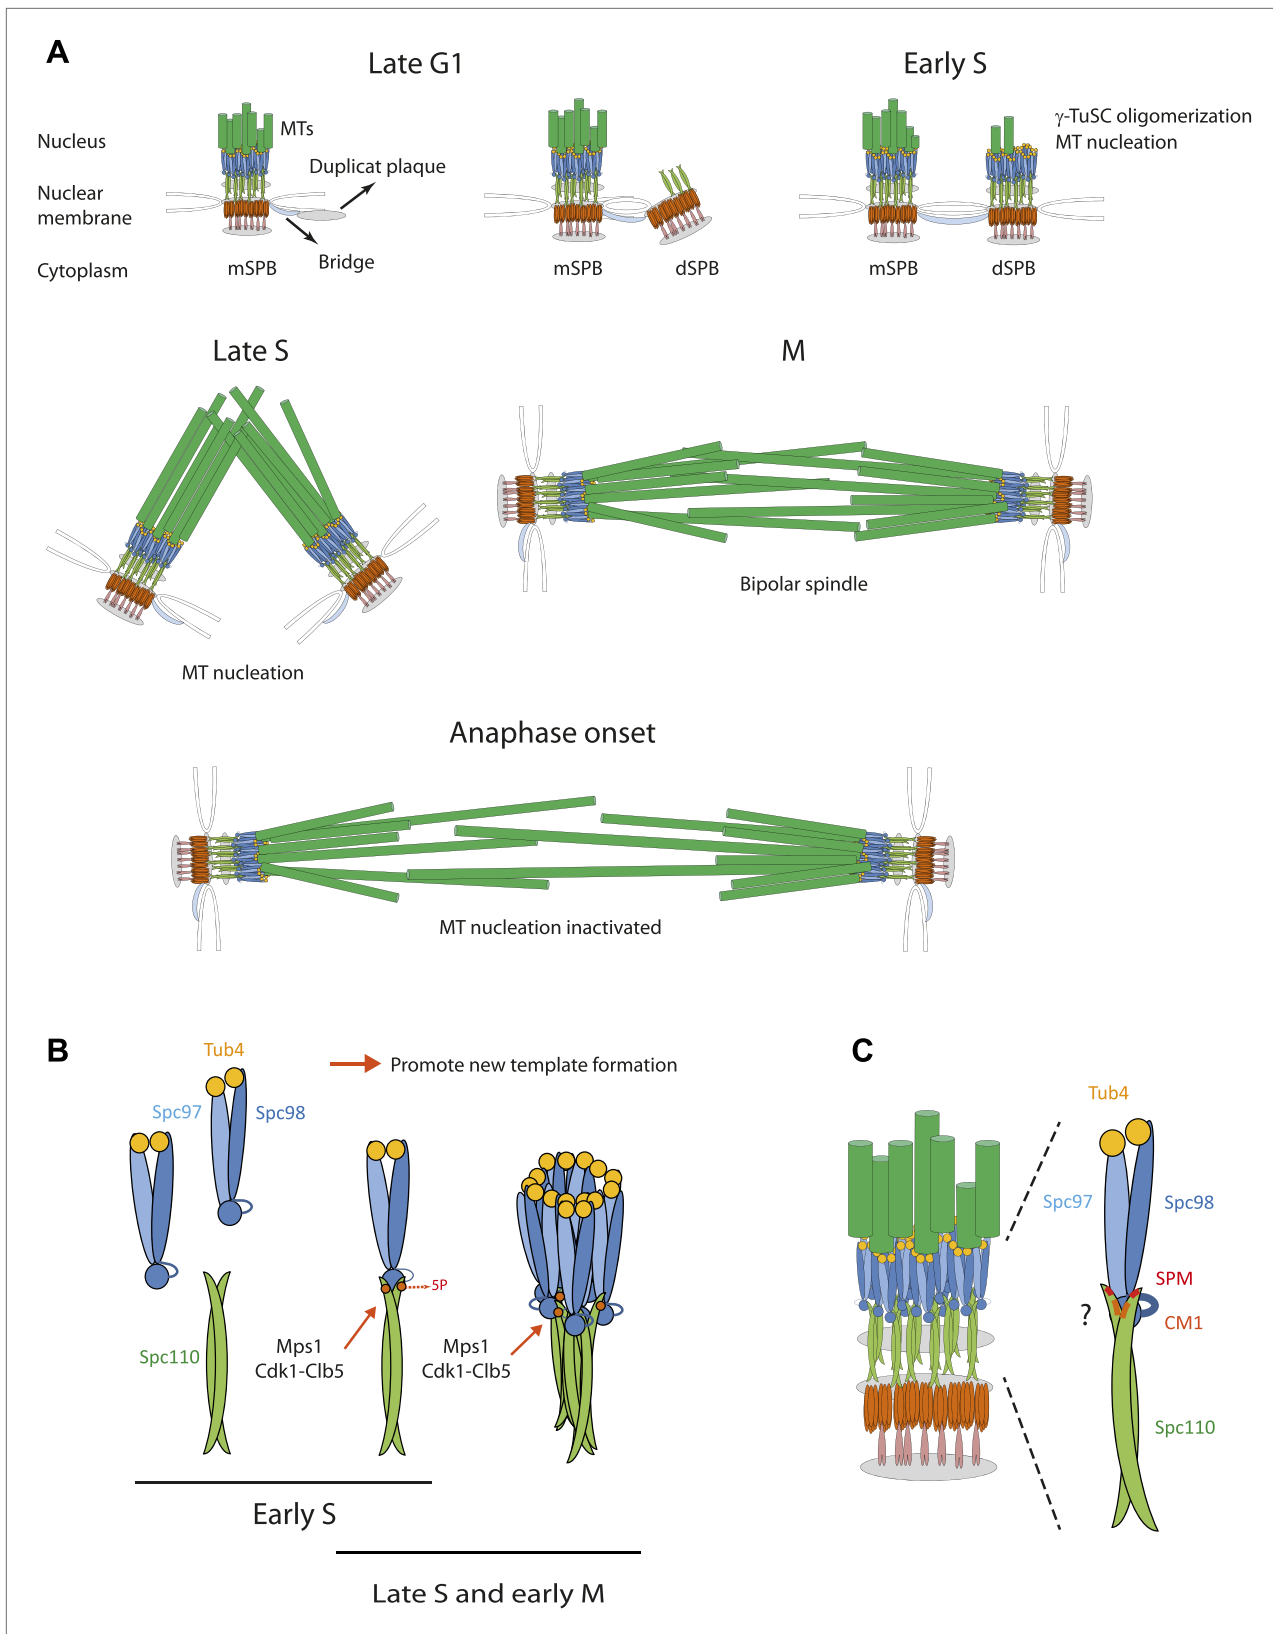 A
Late G1
Early S
Nucleus
MTs
γ-TuSC oligomerization
MT nucleation
Duplicat plaque
Nuclear
membrane
Bridge
Cytoplasm
mSPB
mSPB
dSPB
mSPB
dSPB
Late S
M
Bipolar spindle
MT nucleation
Anaphase onset
MT nucleation inactivated
B
Tub4
Promote new template formation
Spc97
Spc98
5P
Mps1
Cdk1-Clb5
Mps1
Cdk1-Clb5
Spc110
Early S
Late S and early M
C
Tub4
Spc97
Spc98
SPM
?
CM1
Spc110